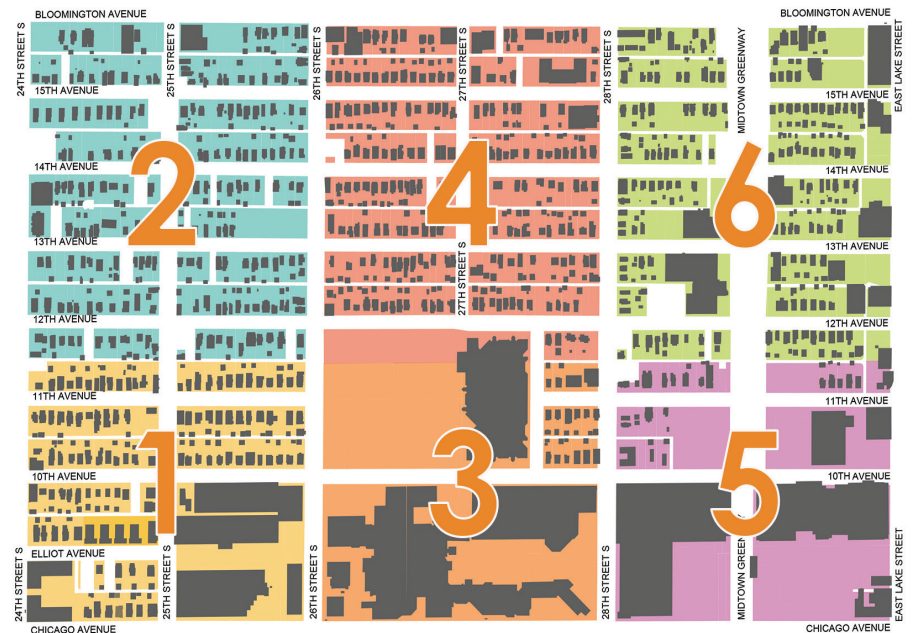 BLOOMINGTON AVENUE
BLOOMINGTON AVENUE
24TH STREET S
25TH STREET S
26TH STREET S
27TH STREET S
28TH STREET S
MIDTOWN GREENWAY
EAST LAKE STREET
15TH AVENUE
15TH AVENUE
14TH AVENUE
14TH AVENUE
2
4
6
13TH AVENUE
13TH AVENUE
27TH STREET S
12TH AVENUE
12TH AVENUE
11TH AVENUE
11TH AVENUE
1
3
5
10TH AVENUE
10TH AVENUE
ELLIOT AVENUE
24TH STREET S
25TH STREET S
26TH STREET S
28TH STREET S
MIDTOWN GREENW
EAST LAKE STREET
CHICAGO AVENUE
CHICAGO AVENUE